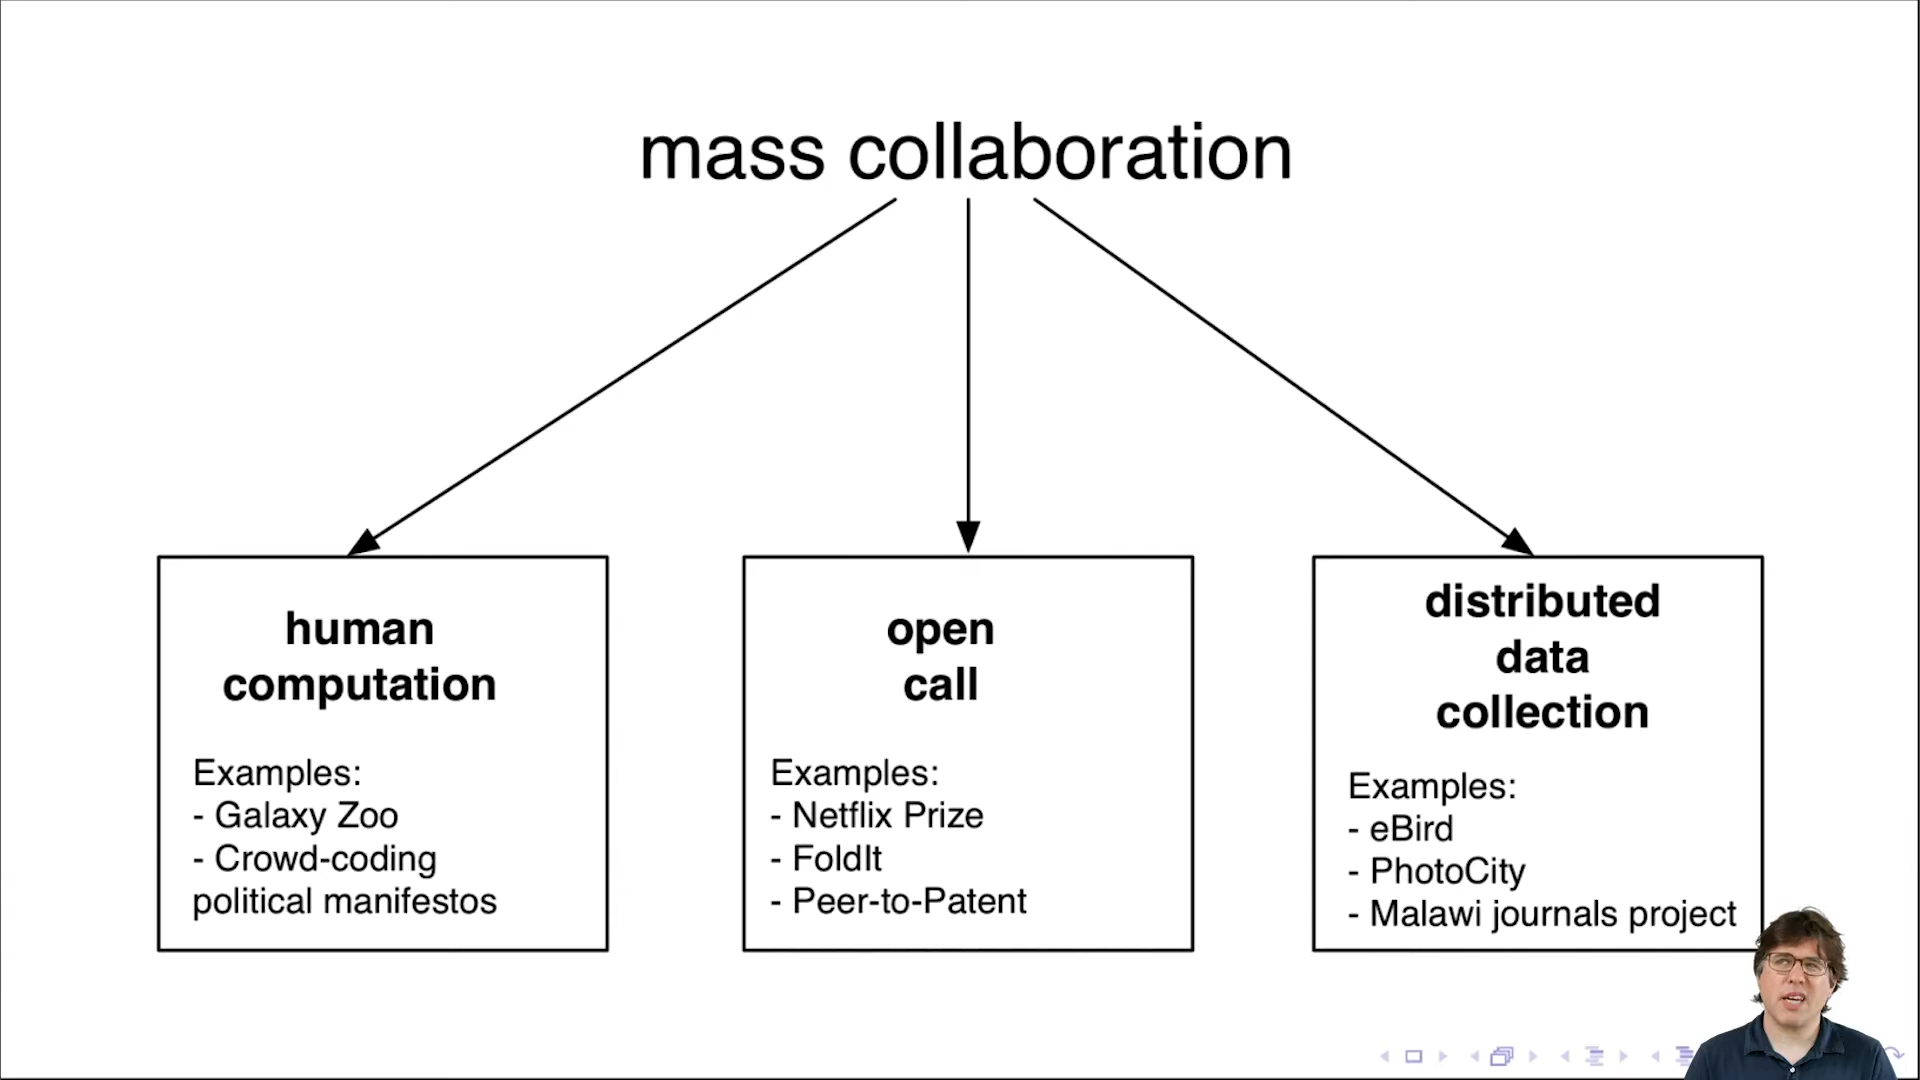 mass collaboration
human
computation
Examples:
- Galaxy Zoo
- Crowd-coding
political manifestos
open
call
Examples:
- Netflix Prize
- FoldIt
- Peer-to-Patent
distributed
data
collection
Examples:
- eBird
- PhotoCity
- Malawi journals project